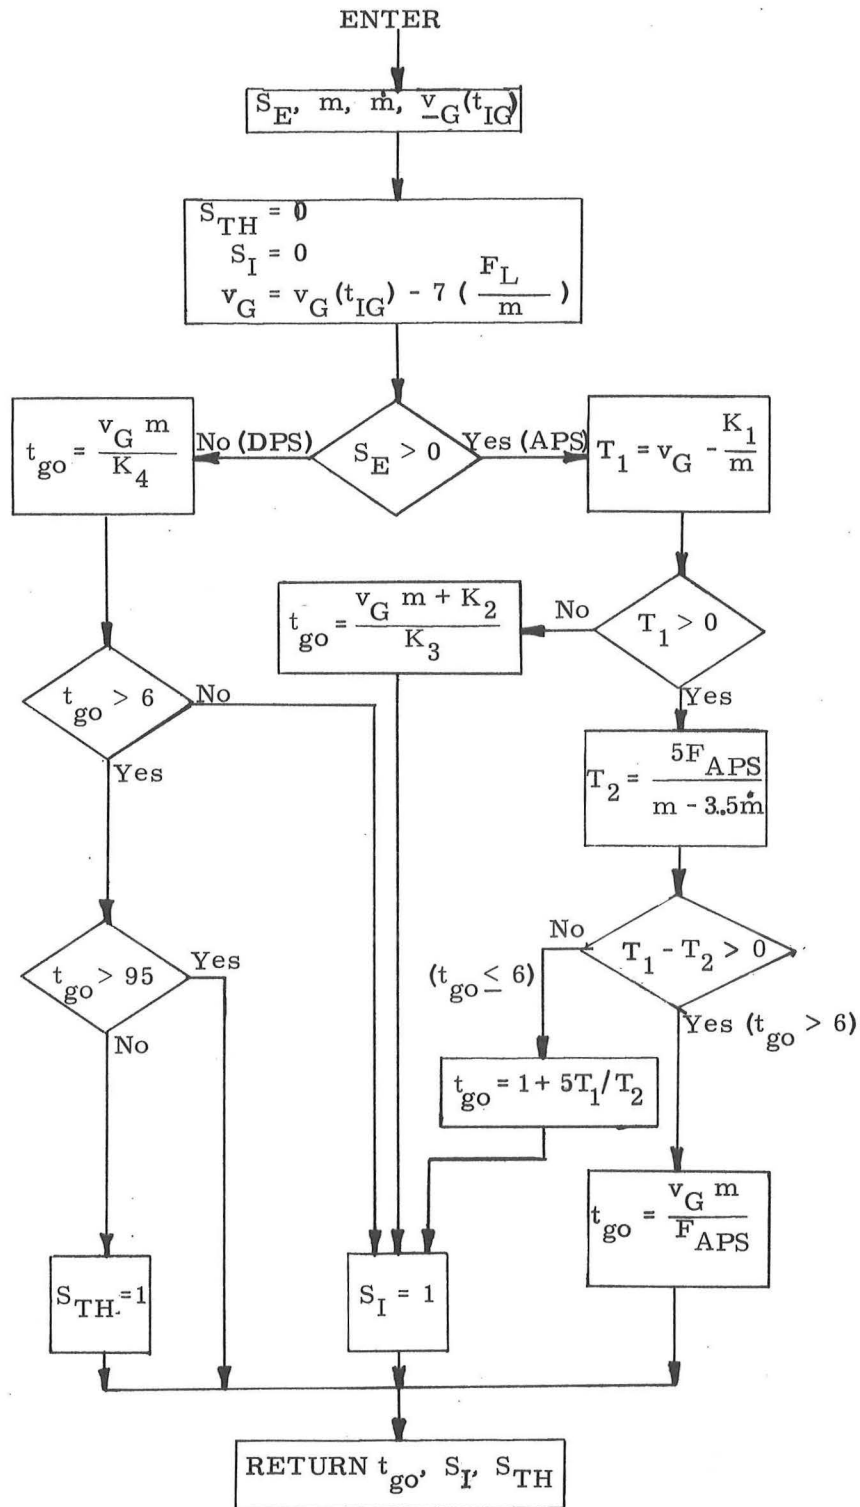 ENTER
S_E, m, ṁ, v_G(t_IG)
S_TH = 0
S_I = 0
v_G = v_G(t_IG) - 7 ( F_L / m )
S_E > 0
No (DPS)
Yes (APS)
t_go = v_G m / K_4
T_1 = v_G - K_1 / m
T_1 > 0
No
Yes
t_go = v_G m + K_2 / K_3
t_go > 6
No
Yes
T_2 = 5F_APS / m - 3.5ṁ
T_1 - T_2 > 0
No
(t_go ≤ 6)
Yes (t_go > 6)
t_go > 95
Yes
No
t_go = 1 + 5T_1/T_2
t_go = v_G m / F_APS
S_TH = 1
S_I = 1
RETURN t_go, S_I, S_TH